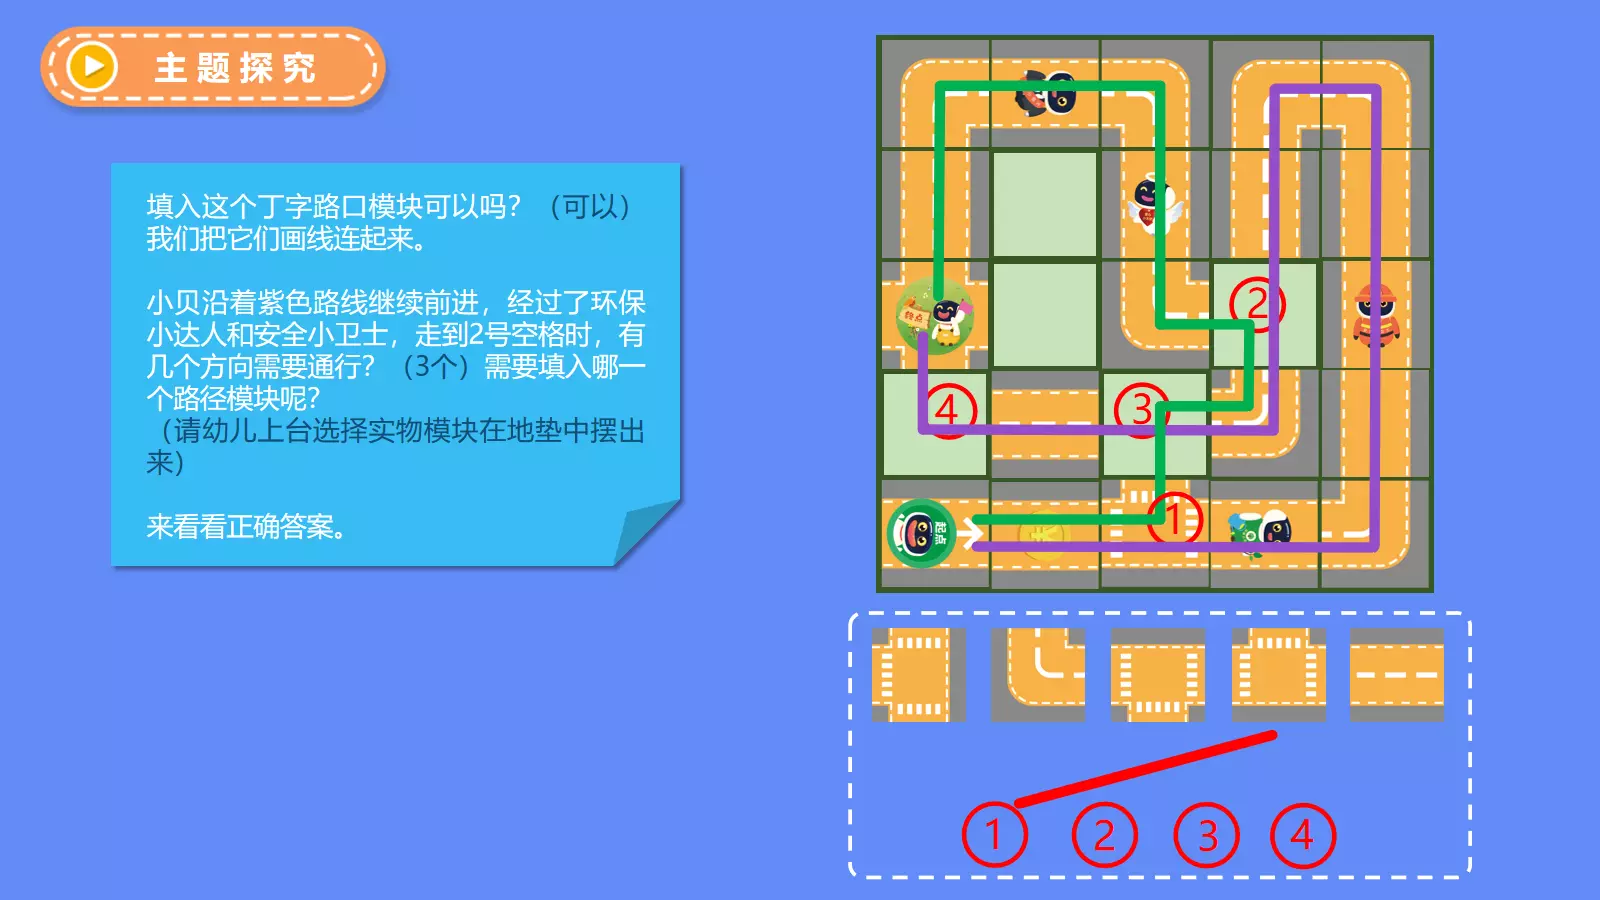 主题探究
填入这个丁字路口模块可以吗？（可以）
我们把它们画线连起来。
小贝沿着紫色路线继续前进，经过了环保
小达人和安全小卫士，走到2号空格时，有
几个方向需要通行？（3个）需要填入哪一
个路径模块呢？
（请幼儿上台选择实物模块在地垫中摆出
来）
来看看正确答案。
终点
2
4
3
起点
1
1 2 3 4